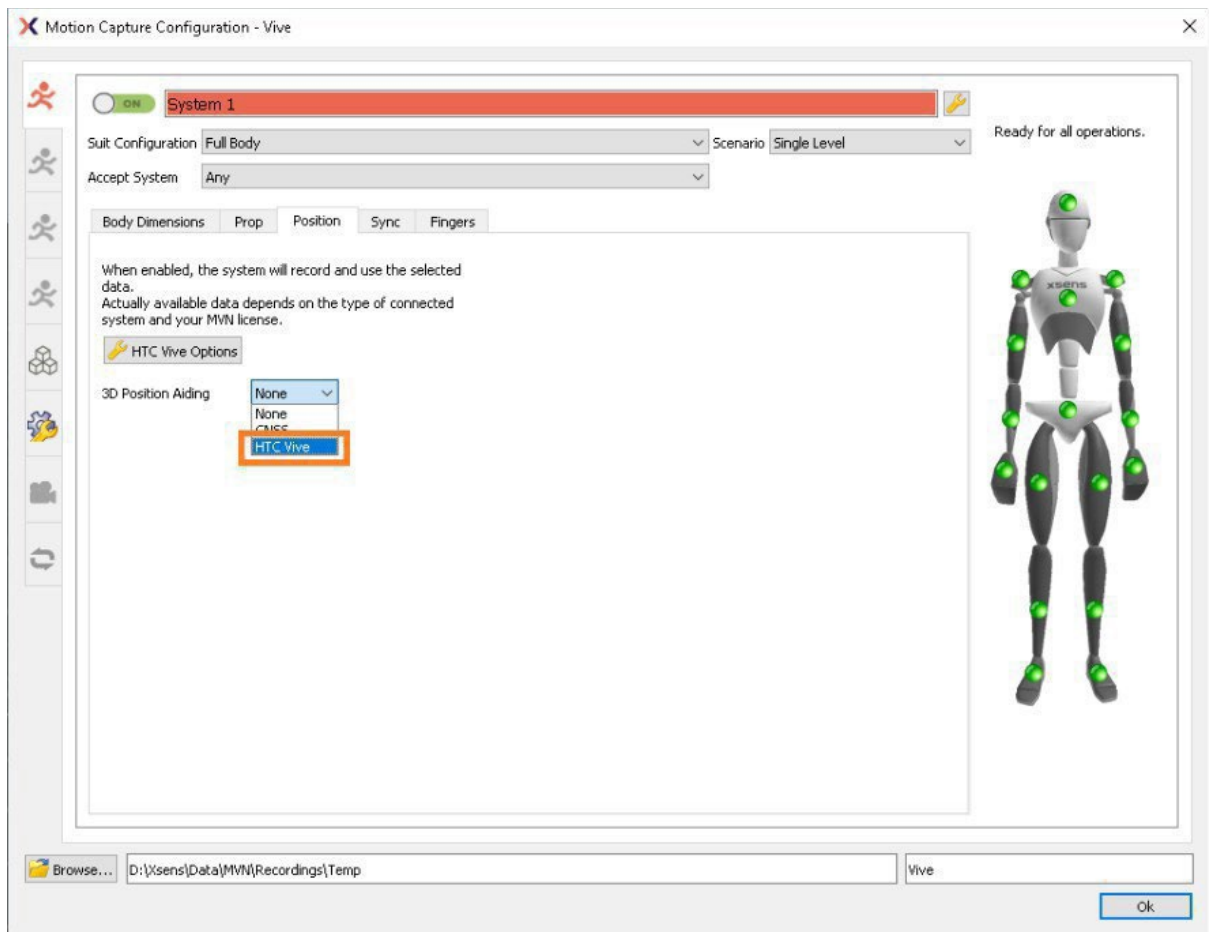 Motion Capture Configuration - Vive
ON
System 1
Suit Configuration Full Body
Scenario Single Level
Accept System Any
Ready for all operations.
Body Dimensions Prop Position Sync Fingers
When enabled, the system will record and use the selected
data.
Actually available data depends on the type of connected
system and your MVN license.
HTC Vive Options
3D Position Aiding None
None
GNSS
HTC Vive
xsens
Browse... D:\Xsens\Data\MVN\Recordings\Temp
Vive
Ok